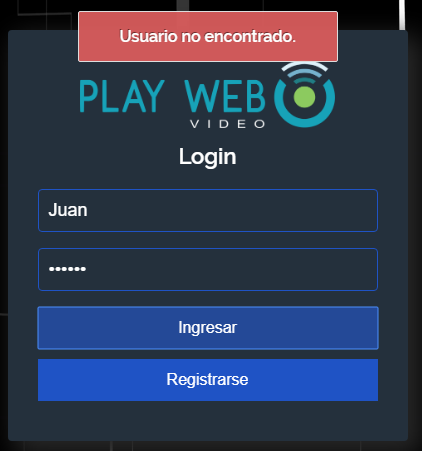 Usuario no encontrado.
PLAY WEB
VIDEO
Login
Juan
••••••
Ingresar
Registrarse